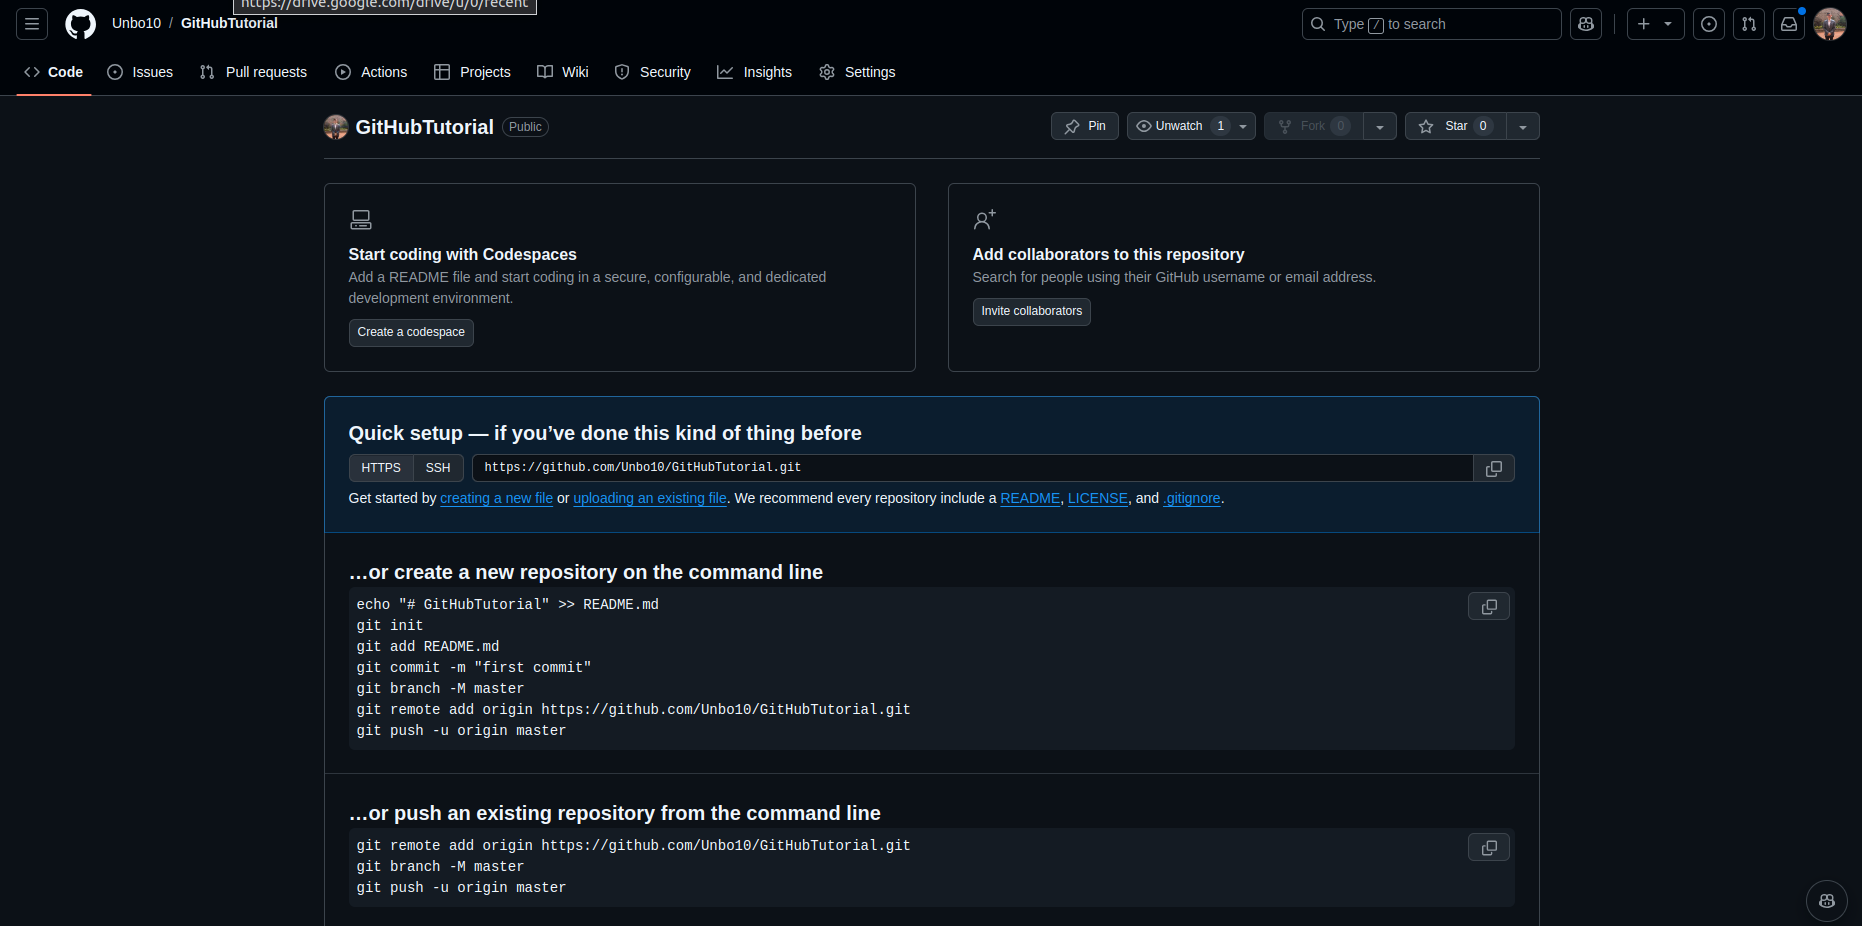 https://drive.google.com/drive/u/0/recent
Unbo10 / GitHubTutorial
Type / to search
Code Issues Pull requests Actions Projects Wiki Security Insights Settings
GitHubTutorial Public
Pin Unwatch 1 Fork 0 Star 0
Start coding with Codespaces
Add a README file and start coding in a secure, configurable, and dedicated
development environment.
Create a codespace
Add collaborators to this repository
Search for people using their GitHub username or email address.
Invite collaborators
Quick setup — if you’ve done this kind of thing before
HTTPS SSH https://github.com/Unbo10/GitHubTutorial.git
Get started by creating a new file or uploading an existing file. We recommend every repository include a README, LICENSE, and .gitignore.
…or create a new repository on the command line
echo "# GitHubTutorial" >> README.md
git init
git add README.md
git commit -m "first commit"
git branch -M master
git remote add origin https://github.com/Unbo10/GitHubTutorial.git
git push -u origin master
…or push an existing repository from the command line
git remote add origin https://github.com/Unbo10/GitHubTutorial.git
git branch -M master
git push -u origin master